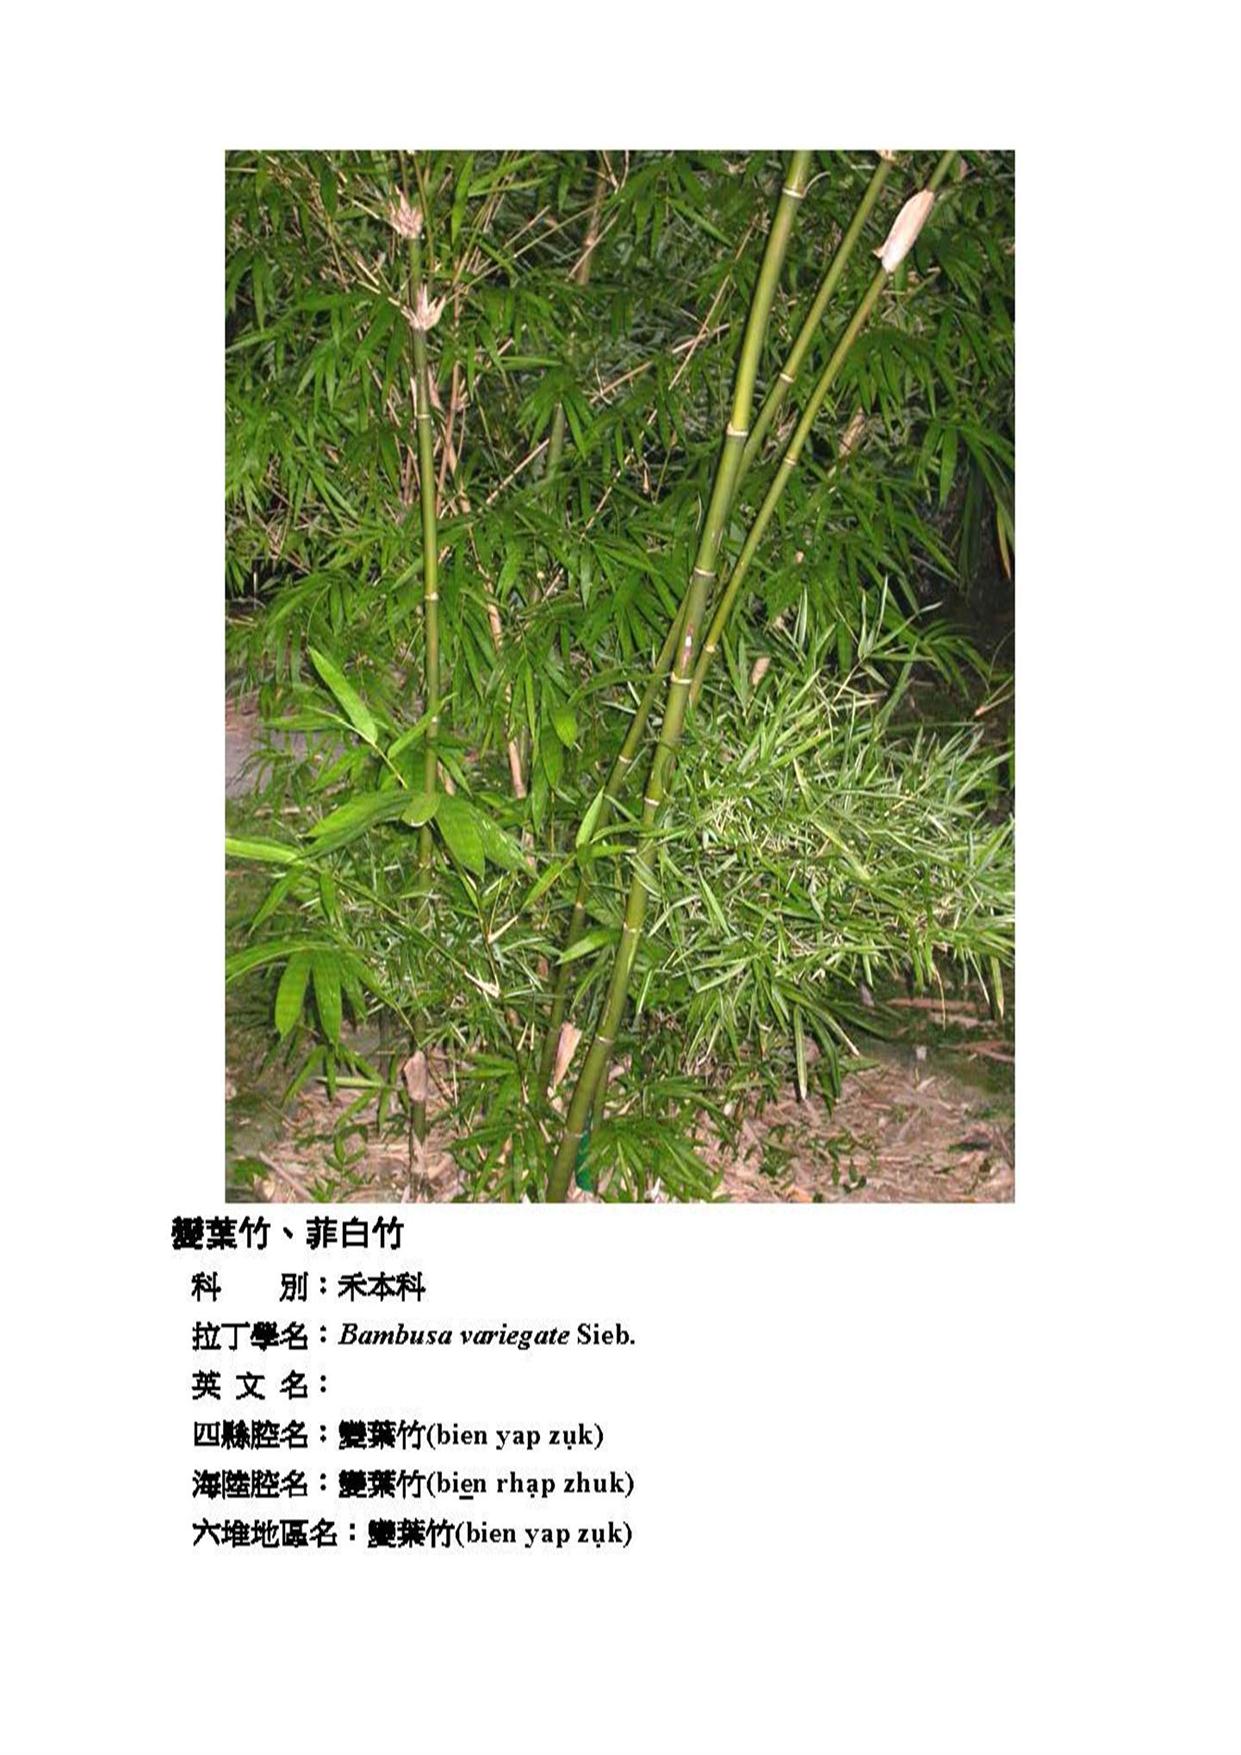 變葉竹、菲白竹
科　　別：禾本科
拉丁學名：Bambusa variegate Sieb.
英 文 名：
四縣腔名：變葉竹(bien yap zụk)
海陸腔名：變葉竹(bie̲n rhạp zhuk)
六堆地區名：變葉竹(bien yap zụk)